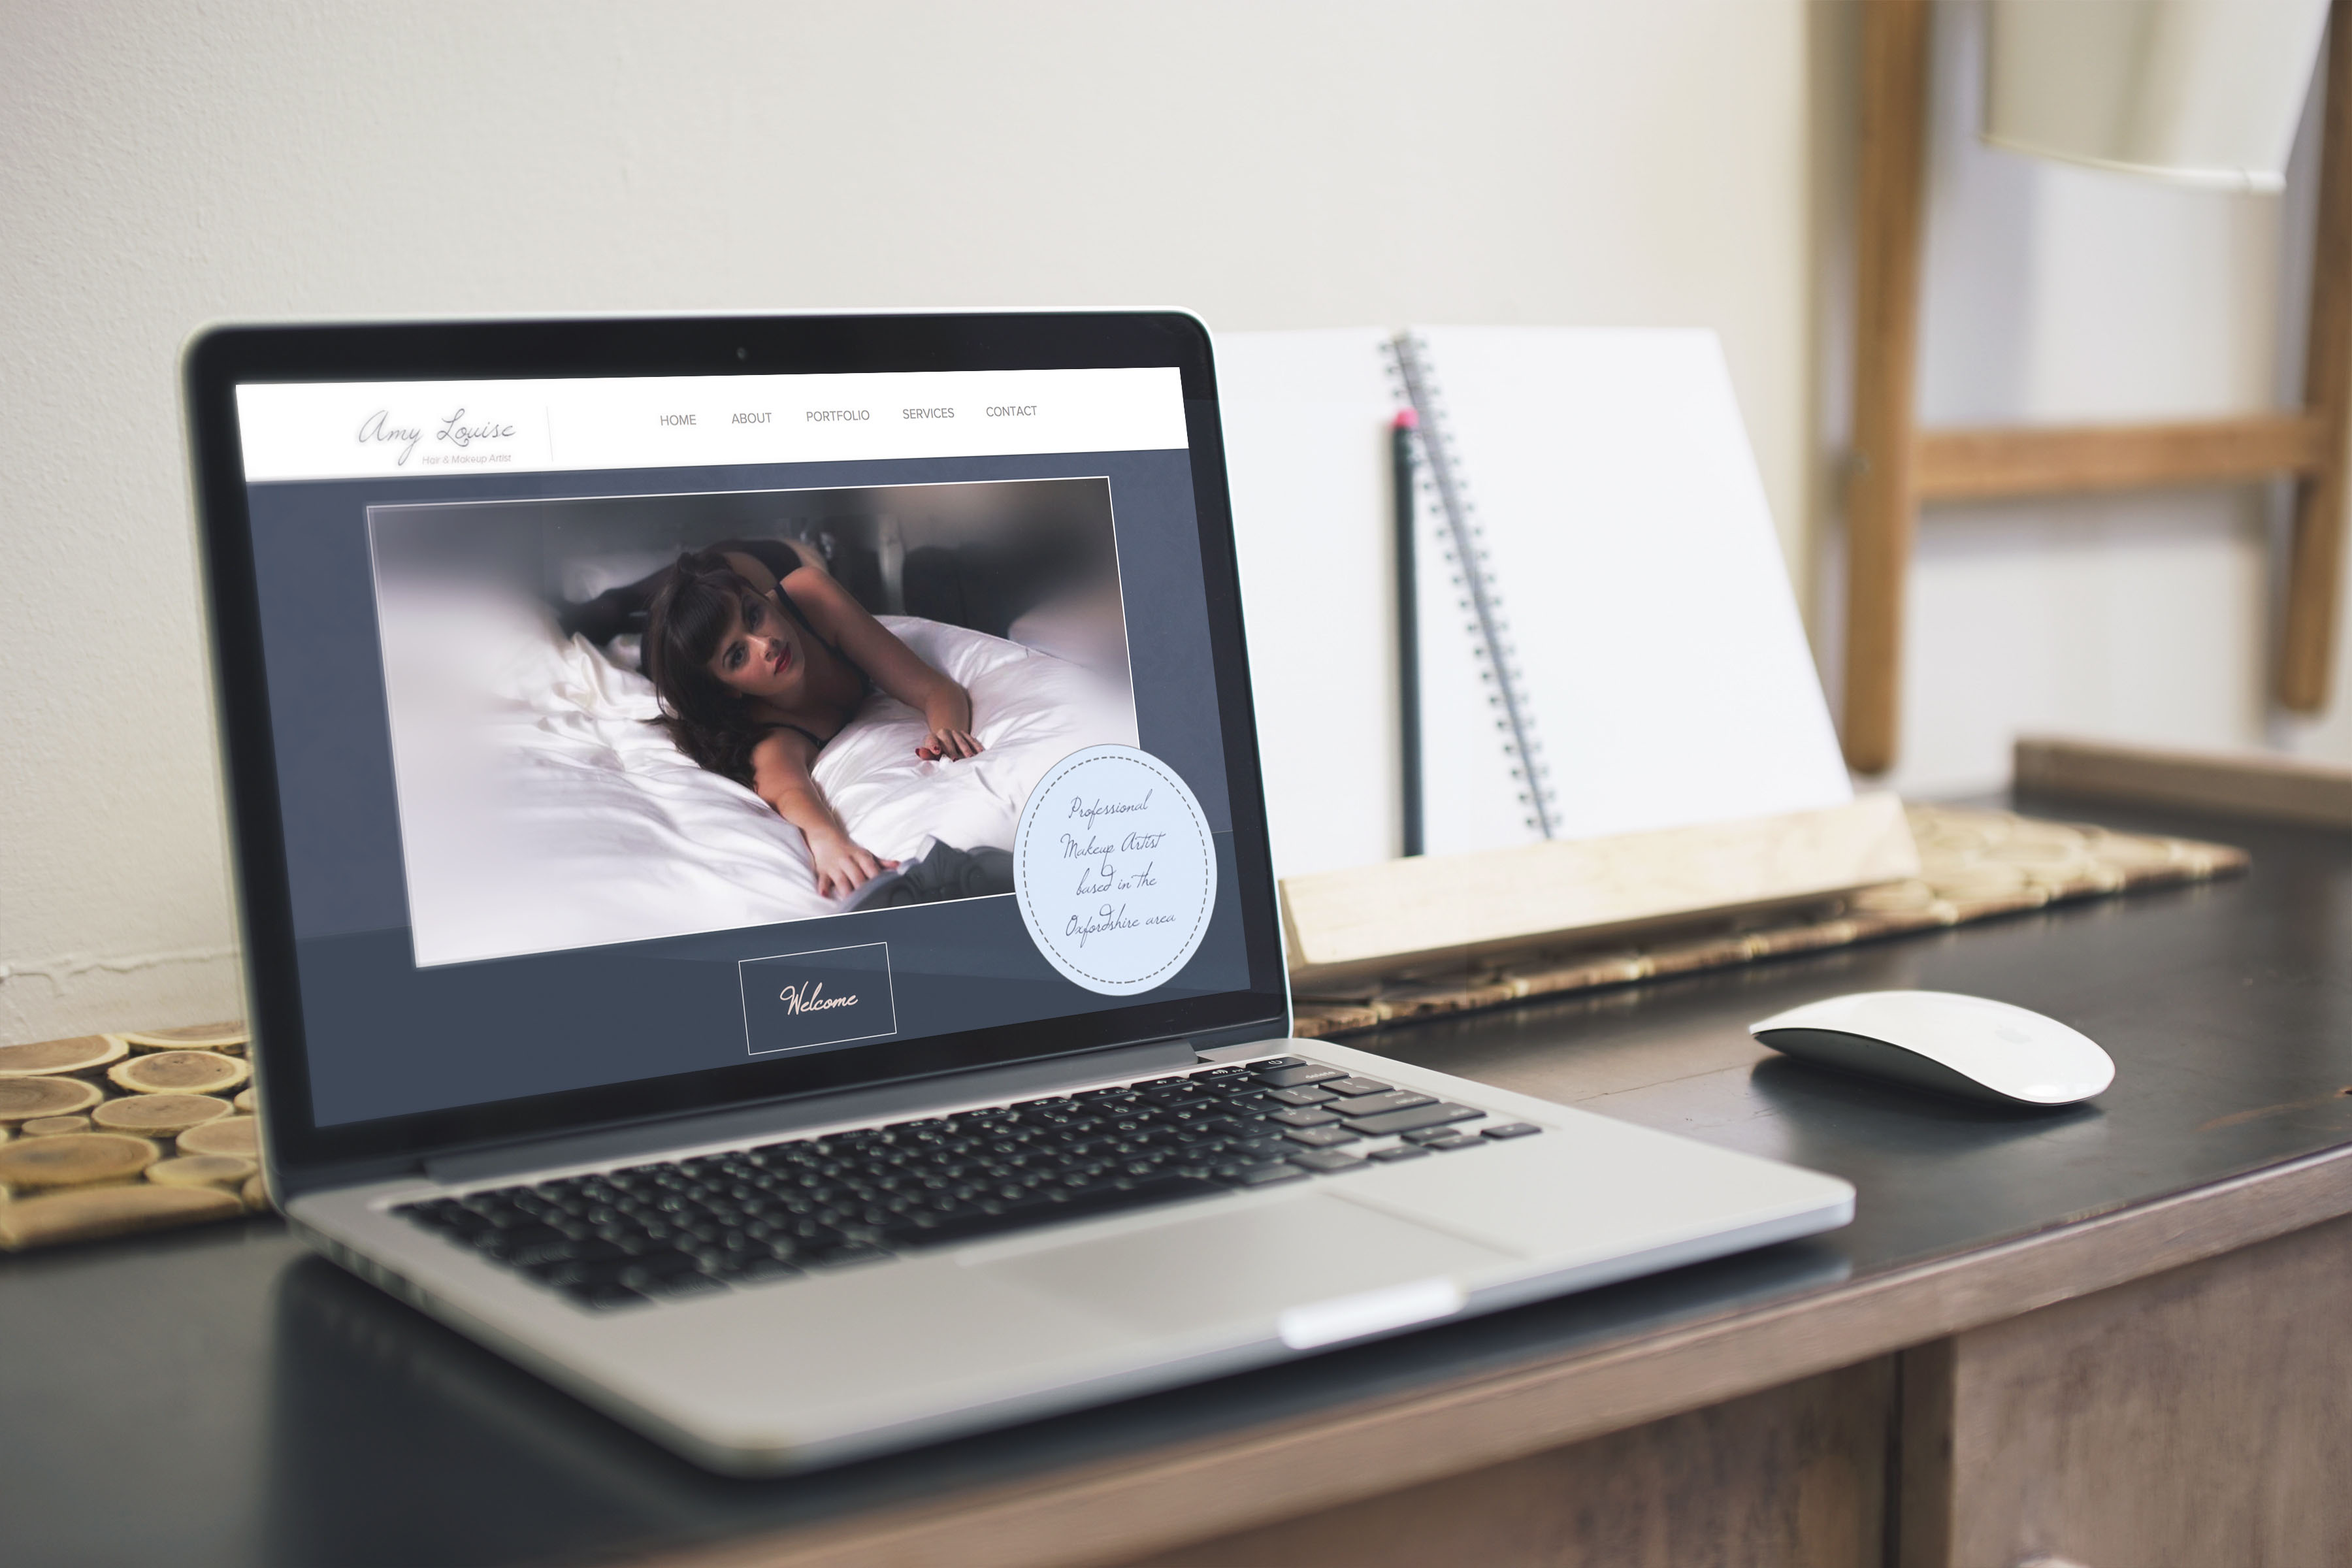 Amy Louise
Hair & Makeup Artist
HOME ABOUT PORTFOLIO SERVICES CONTACT
Professional
Makeup Artist
based in the
Oxfordshire area
Welcome